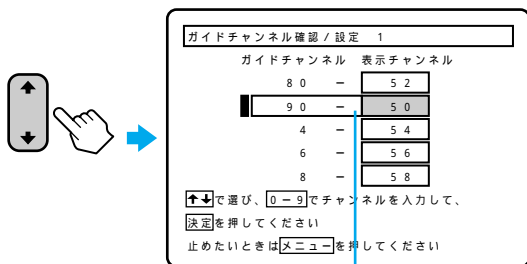 ガイドチャンネル確認/設定 1
ガイドチャンネル 表示チャンネル
80 − 52
90 − 50
4 − 54
6 − 56
8 − 58
↑↓で選び、0−9でチャンネルを入力して、
決定を押してください
止めたいときはメニューを押してください